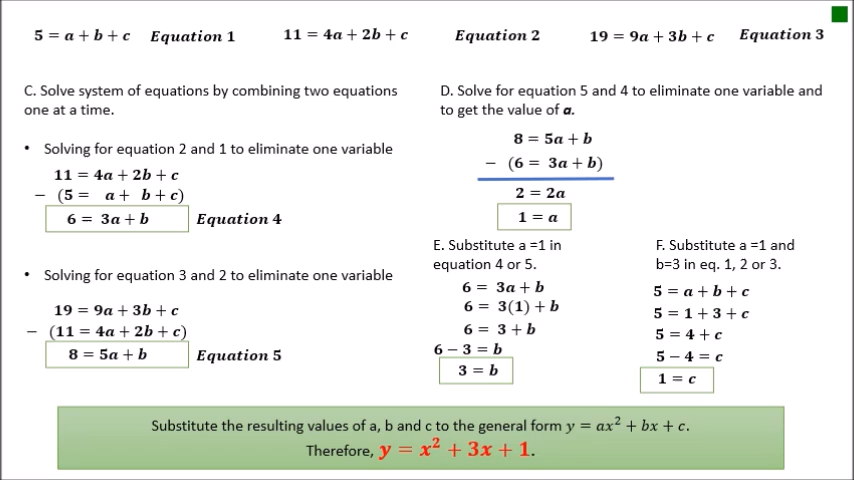 5 = a + b + c Equation 1 11 = 4a + 2b + c Equation 2 19 = 9a + 3b + c Equation 3
C. Solve system of equations by combining two equations
one at a time.
• Solving for equation 2 and 1 to eliminate one variable
11 = 4a + 2b + c
− (5 = a + b + c)
6 = 3a + b Equation 4
• Solving for equation 3 and 2 to eliminate one variable
19 = 9a + 3b + c
− (11 = 4a + 2b + c)
8 = 5a + b Equation 5
D. Solve for equation 5 and 4 to eliminate one variable and
to get the value of a.
8 = 5a + b
− (6 = 3a + b)
2 = 2a
1 = a
E. Substitute a =1 in
equation 4 or 5.
6 = 3a + b
6 = 3(1) + b
6 = 3 + b
6 − 3 = b
3 = b
F. Substitute a =1 and
b=3 in eq. 1, 2 or 3.
5 = a + b + c
5 = 1 + 3 + c
5 = 4 + c
5 − 4 = c
1 = c
Substitute the resulting values of a, b and c to the general form y = ax² + bx + c.
Therefore, y = x² + 3x + 1.